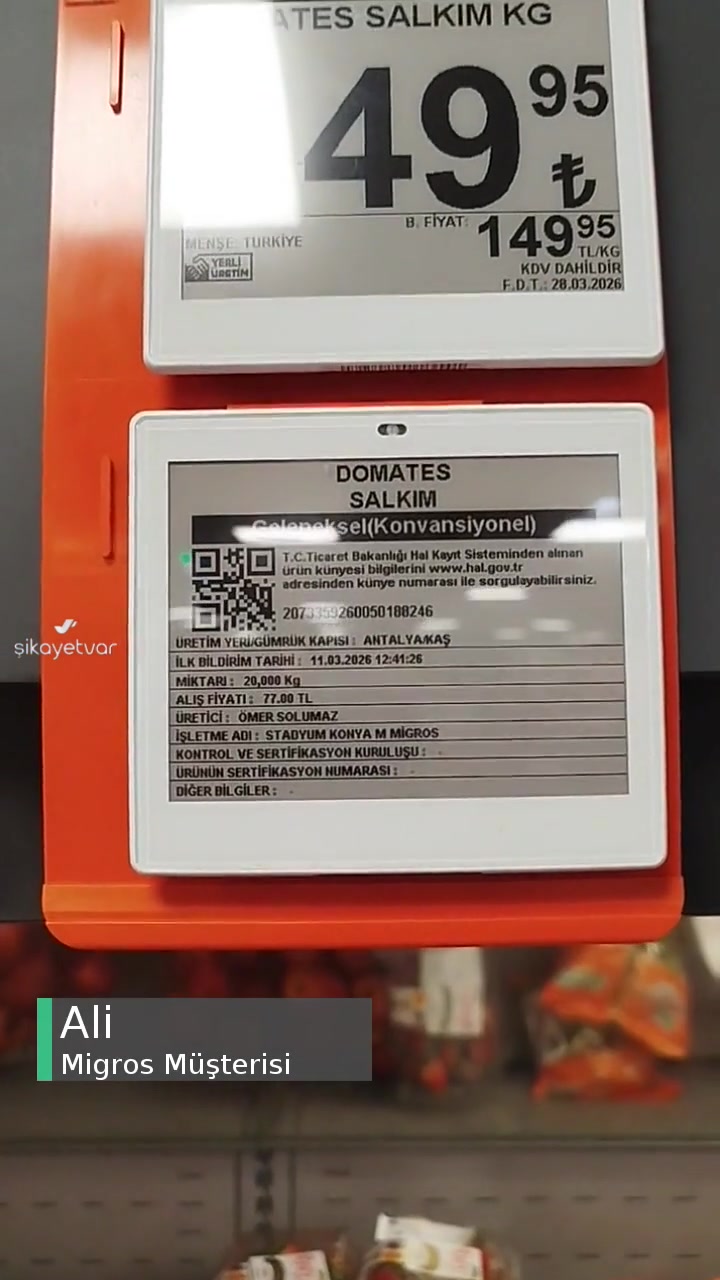 ATES SALKIM KG
49 95 ₺
B. FİYAT: 149 95 TL/KG
MENŞE: TÜRKİYE
YERLİ ÜRETİM
KDV DAHİLDİR
F.D.T.: 28.03.2026
DOMATES
SALKIM
Geleneksel(Konvansiyonel)
T.C.Ticaret Bakanlığı Hal Kayıt Sisteminden alınan
ürün künyesi bilgilerini www.hal.gov.tr
adresinden künye numarası ile sorgulayabilirsiniz.
2073359260050188246
ÜRETİM YERİ/GÜMRÜK KAPISI : ANTALYA/KAŞ
İLK BİLDİRİM TARİHİ : 11.03.2026 12:41:26
MİKTARI : 20,000 Kg
ALIŞ FİYATI : 77.00 TL
ÜRETİCİ : ÖMER SOLUMAZ
İŞLETME ADI : STADYUM KONYA M MİGROS
KONTROL VE SERTİFİKASYON KURULUŞU : -
ÜRÜNÜN SERTİFİKASYON NUMARASI : -
DİĞER BİLGİLER : -
şikayetvar
Ali
Migros Müşterisi